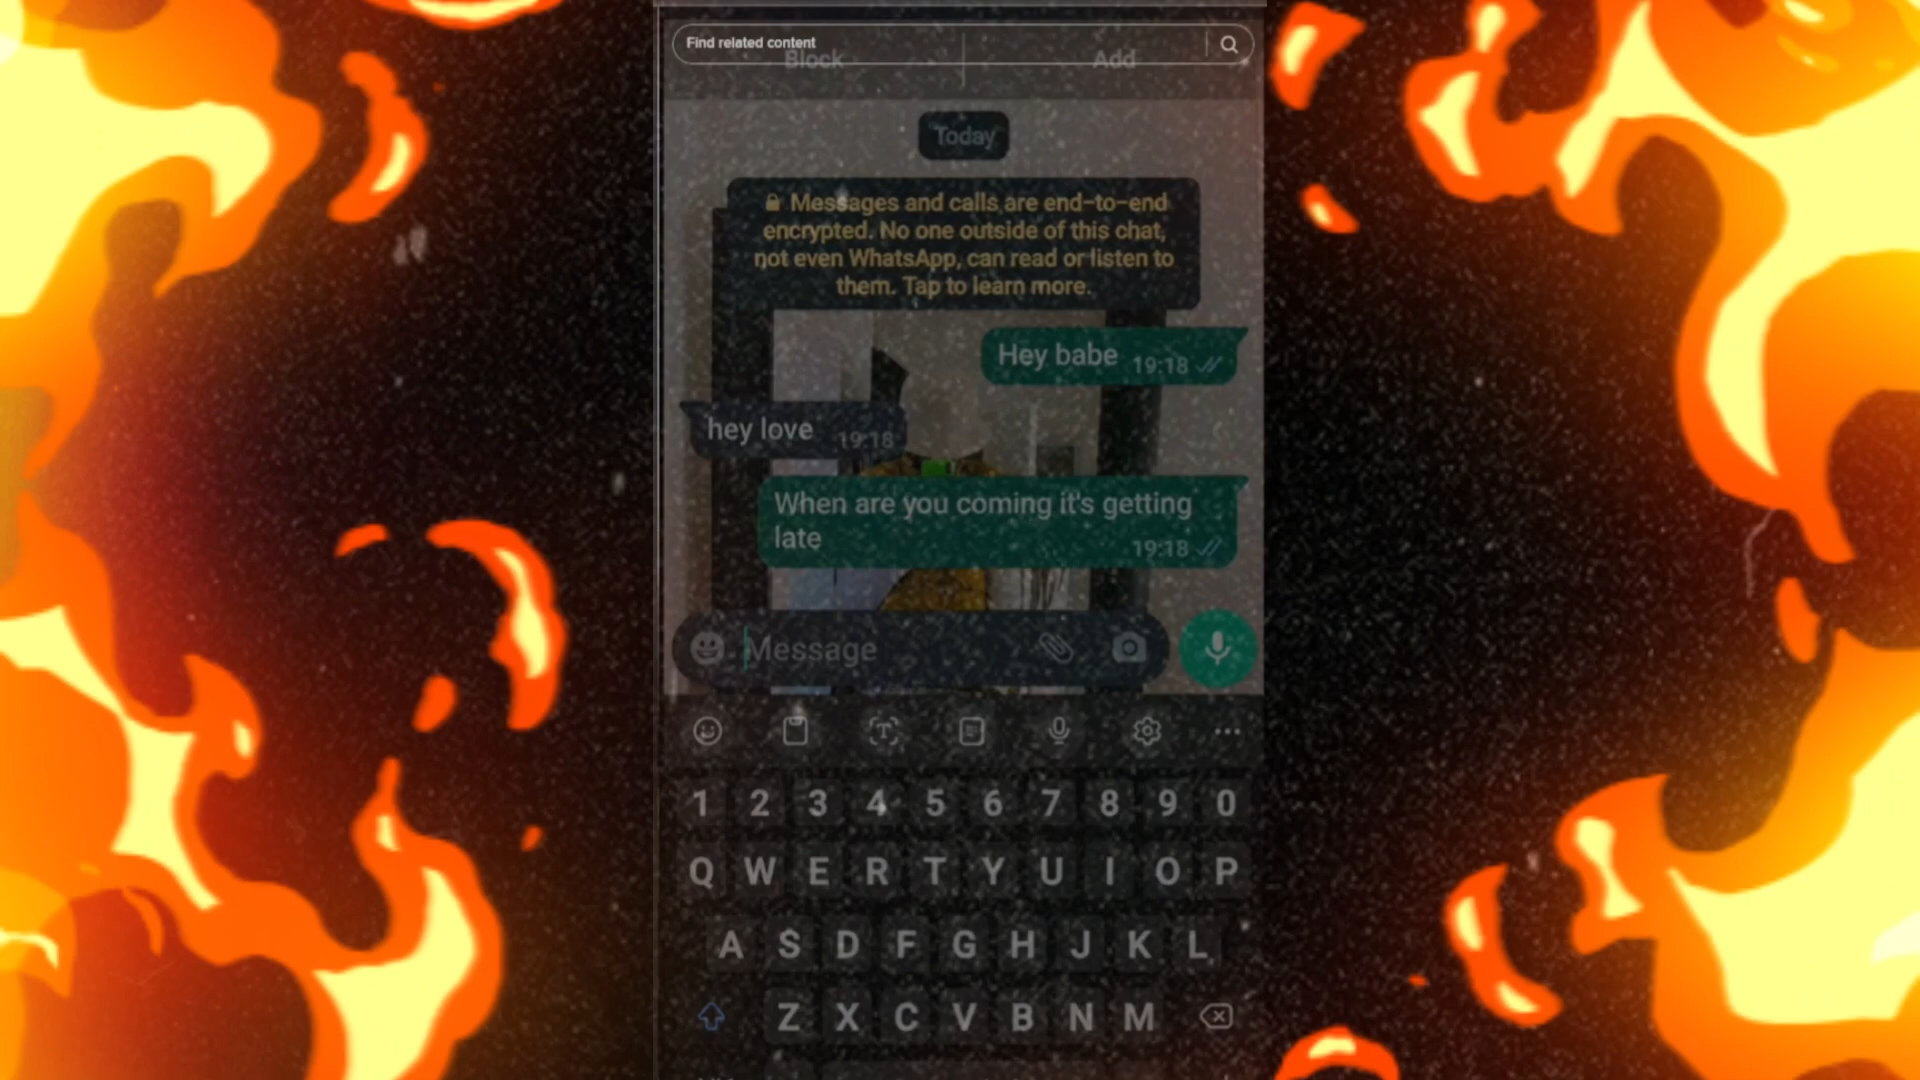 Find related content
Block
Add
Today
Messages and calls are end-to-end
encrypted. No one outside of this chat,
not even WhatsApp, can read or listen to
them. Tap to learn more.
Hey babe 19:18
hey love 19:18
When are you coming it's getting
late 19:18
Message
1 2 3 4 5 6 7 8 9 0
Q W E R T Y U I O P
A S D F G H J K L
Z X C V B N M